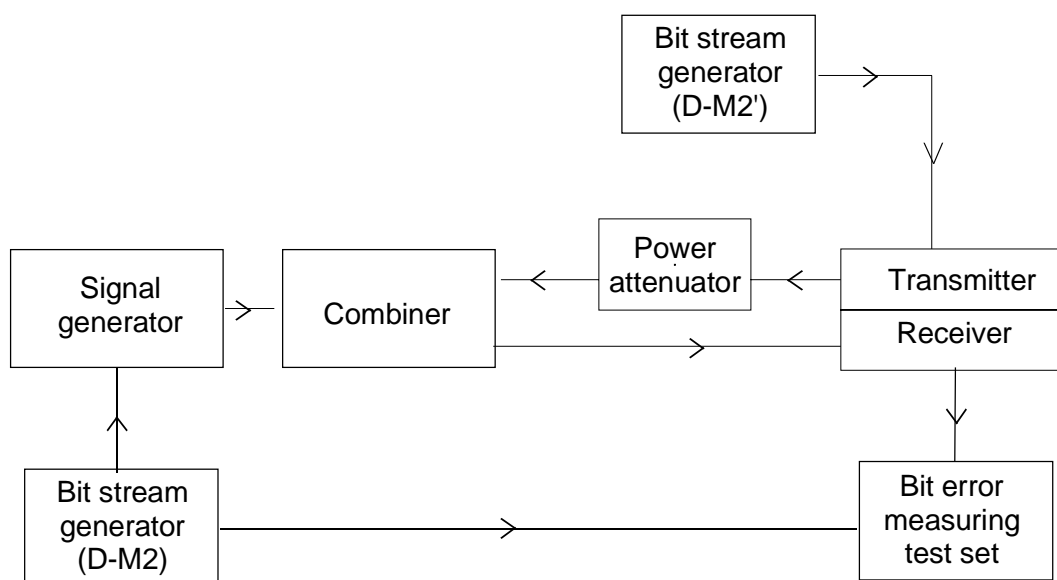 Bit stream
generator
(D-M2')
Power
attenuator
Transmitter
Signal
generator
Combiner
Receiver
Bit stream
generator
(D-M2)
Bit error
measuring
test set